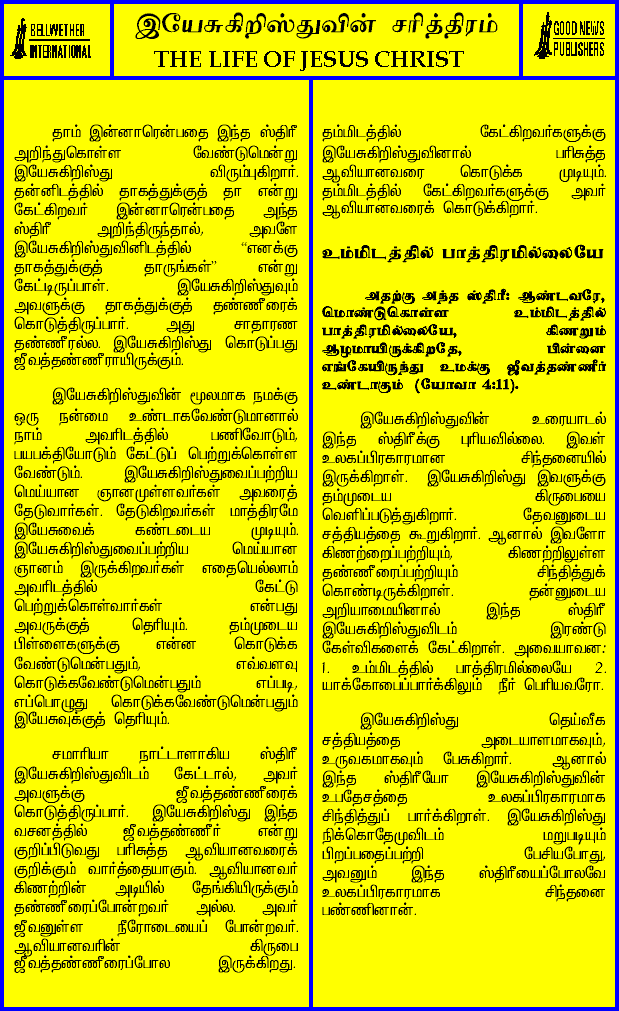 BELLWETHER
INTERNATIONAL
இயேசுகிறிஸ்துவின் சரித்திரம்
THE LIFE OF JESUS CHRIST
GOOD NEWS
PUBLISHERS
தாம் இன்னாரென்பதை இந்த ஸ்திரீ
அறிந்துகொள்ள வேண்டுமென்று
இயேசுகிறிஸ்து விரும்புகிறார்.
தன்னிடத்தில் தாகத்துக்குத் தா என்று
கேட்கிறவர் இன்னாரென்பதை அந்த
ஸ்திரீ அறிந்திருந்தால், அவளே
இயேசுகிறிஸ்துவினிடத்தில் “எனக்கு
தாகத்துக்குத் தாருங்கள்” என்று
கேட்டிருப்பாள். இயேசுகிறிஸ்துவும்
அவளுக்கு தாகத்துக்குத் தண்ணீரைக்
கொடுத்திருப்பார். அது சாதாரண
தண்ணீரல்ல. இயேசுகிறிஸ்து கொடுப்பது
ஜீவத்தண்ணீராயிருக்கும்.
இயேசுகிறிஸ்துவின் மூலமாக நமக்கு
ஒரு நன்மை உண்டாகவேண்டுமானால்
நாம் அவரிடத்தில் பணிவோடும்,
பயபக்தியோடும் கேட்டுப் பெற்றுக்கொள்ள
வேண்டும். இயேசுகிறிஸ்துவைப்பற்றிய
மெய்யான ஞானமுள்ளவர்கள் அவரைத்
தேடுவார்கள். தேடுகிறவர்கள் மாத்திரமே
இயேசுவைக் கண்டடைய முடியும்.
இயேசுகிறிஸ்துவைப்பற்றிய மெய்யான
ஞானம் இருக்கிறவர்கள் எதையெல்லாம்
அவரிடத்தில் கேட்டு
பெற்றுக்கொள்வார்கள் என்பது
அவருக்குத் தெரியும். தம்முடைய
பிள்ளைகளுக்கு என்ன கொடுக்க
வேண்டுமென்பதும், எவ்வளவு
கொடுக்கவேண்டுமென்பதும் எப்படி,
எப்பொழுது கொடுக்கவேண்டுமென்பதும்
இயேசுவுக்குத் தெரியும்.
சமாரியா நாட்டாளாகிய ஸ்திரீ
இயேசுகிறிஸ்துவிடம் கேட்டால், அவர்
அவளுக்கு ஜீவத்தண்ணீரைக்
கொடுத்திருப்பார். இயேசுகிறிஸ்து இந்த
வசனத்தில் ஜீவத்தண்ணீர் என்று
குறிப்பிடுவது பரிசுத்த ஆவியானவரைக்
குறிக்கும் வார்த்தையாகும். ஆவியானவர்
கிணற்றின் அடியில் தேங்கியிருக்கும்
தண்ணீரைப்போன்றவர் அல்ல. அவர்
ஜீவனுள்ள நீரோடையைப் போன்றவர்.
ஆவியானவரின் கிருபை
ஜீவத்தண்ணீரைப்போல இருக்கிறது.
தம்மிடத்தில் கேட்கிறவர்களுக்கு
இயேசுகிறிஸ்துவினால் பரிசுத்த
ஆவியானவரை கொடுக்க முடியும்.
தம்மிடத்தில் கேட்கிறவர்களுக்கு அவர்
ஆவியானவரைக் கொடுக்கிறார்.
உம்மிடத்தில் பாத்திரமில்லையே
அதற்கு அந்த ஸ்திரீ: ஆண்டவரே,
மொண்டுகொள்ள உம்மிடத்தில்
பாத்திரமில்லையே, கிணறும்
ஆழமாயிருக்கிறதே, பின்னை
எங்கேயிருந்து உமக்கு ஜீவத்தண்ணீர்
உண்டாகும் (யோவா 4:11).
இயேசுகிறிஸ்துவின் உரையாடல்
இந்த ஸ்திரீக்கு புரியவில்லை. இவள்
உலகப்பிரகாரமான சிந்தனையில்
இருக்கிறாள். இயேசுகிறிஸ்து இவளுக்கு
தம்முடைய கிருபையை
வெளிப்படுத்துகிறார். தேவனுடைய
சத்தியத்தை கூறுகிறார். ஆனால் இவளோ
கிணற்றைப்பற்றியும், கிணற்றிலுள்ள
தண்ணீரைப்பற்றியும் சிந்தித்துக்
கொண்டிருக்கிறாள். தன்னுடைய
அறியாமையினால் இந்த ஸ்திரீ
இயேசுகிறிஸ்துவிடம் இரண்டு
கேள்விகளைக் கேட்கிறாள். அவையாவன:
1. உம்மிடத்தில் பாத்திரமில்லையே 2.
யாக்கோபைப்பார்க்கிலும் நீர் பெரியவரோ.
இயேசுகிறிஸ்து தெய்வீக
சத்தியத்தை அடையாளமாகவும்,
உருவகமாகவும் பேசுகிறார். ஆனால்
இந்த ஸ்திரீயோ இயேசுகிறிஸ்துவின்
உபதேசத்தை உலகப்பிரகாரமாக
சிந்தித்துப் பார்க்கிறாள். இயேசுகிறிஸ்து
நிக்கொதேமுவிடம் மறுபடியும்
பிறப்பதைப்பற்றி பேசியபோது,
அவனும் இந்த ஸ்திரீயைப்போலவே
உலகப்பிரகாரமாக சிந்தனை
பண்ணினான்.